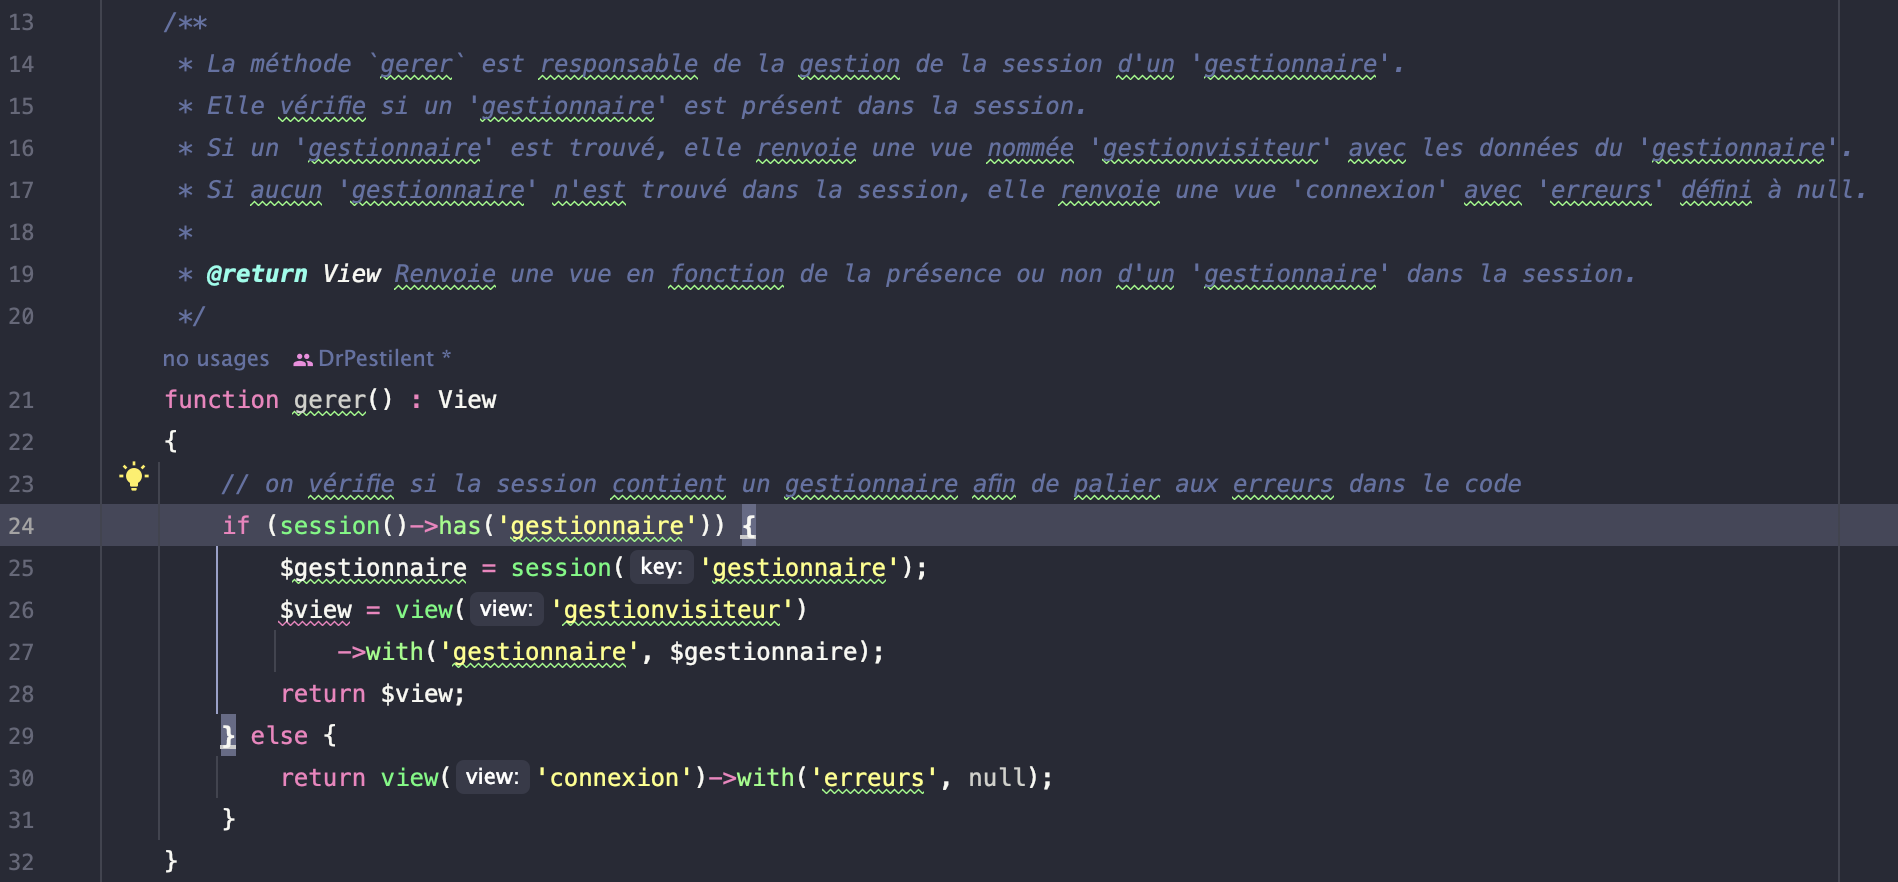 13 /**
14 * La méthode `gerer` est responsable de la gestion de la session d'un 'gestionnaire'.
15 * Elle vérifie si un 'gestionnaire' est présent dans la session.
16 * Si un 'gestionnaire' est trouvé, elle renvoie une vue nommée 'gestionvisiteur' avec les données du 'gestionnaire'.
17 * Si aucun 'gestionnaire' n'est trouvé dans la session, elle renvoie une vue 'connexion' avec 'erreurs' défini à null.
18 *
19 * @return View Renvoie une vue en fonction de la présence ou non d'un 'gestionnaire' dans la session.
20 */
no usages DrPestilent *
21 function gerer() : View
22 {
23 // on vérifie si la session contient un gestionnaire afin de palier aux erreurs dans le code
24 if (session()->has('gestionnaire')) {
25 $gestionnaire = session( key: 'gestionnaire');
26 $view = view( view: 'gestionvisiteur')
27 ->with('gestionnaire', $gestionnaire);
28 return $view;
29 } else {
30 return view( view: 'connexion')->with('erreurs', null);
31 }
32 }